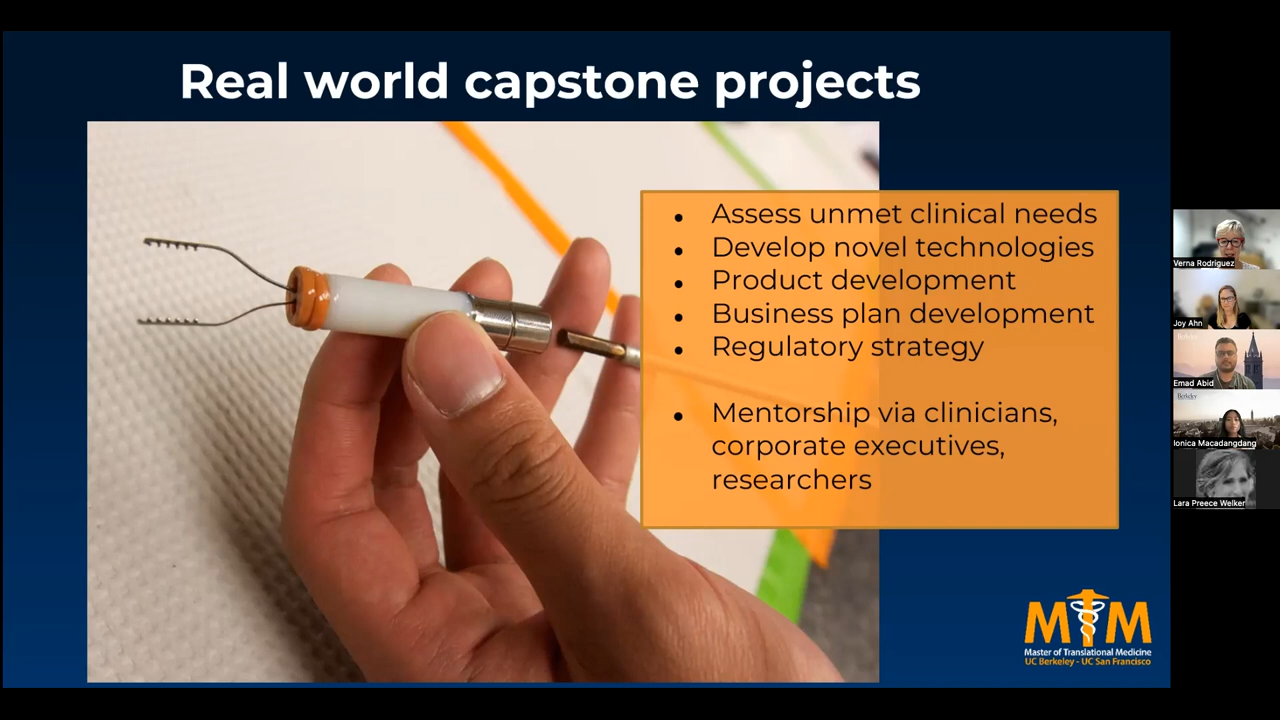 Real world capstone projects
• Assess unmet clinical needs
• Develop novel technologies
• Product development
• Business plan development
• Regulatory strategy
• Mentorship via clinicians,
corporate executives,
researchers
MTM
Master of Translational Medicine
UC Berkeley - UC San Francisco
Verna Rodriguez
Joy Ahn
Emad Abid
Berkeley
Ionica Macadangdang
Lara Preece Welker